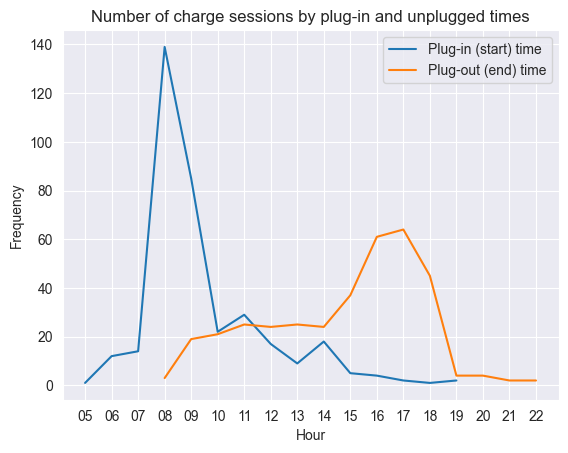 Number of charge sessions by plug-in and unplugged times
Plug-in (start) time
Plug-out (end) time
Frequency
140
120
100
80
60
40
20
0
05 06 07 08 09 10 11 12 13 14 15 16 17 18 19 20 21 22
Hour